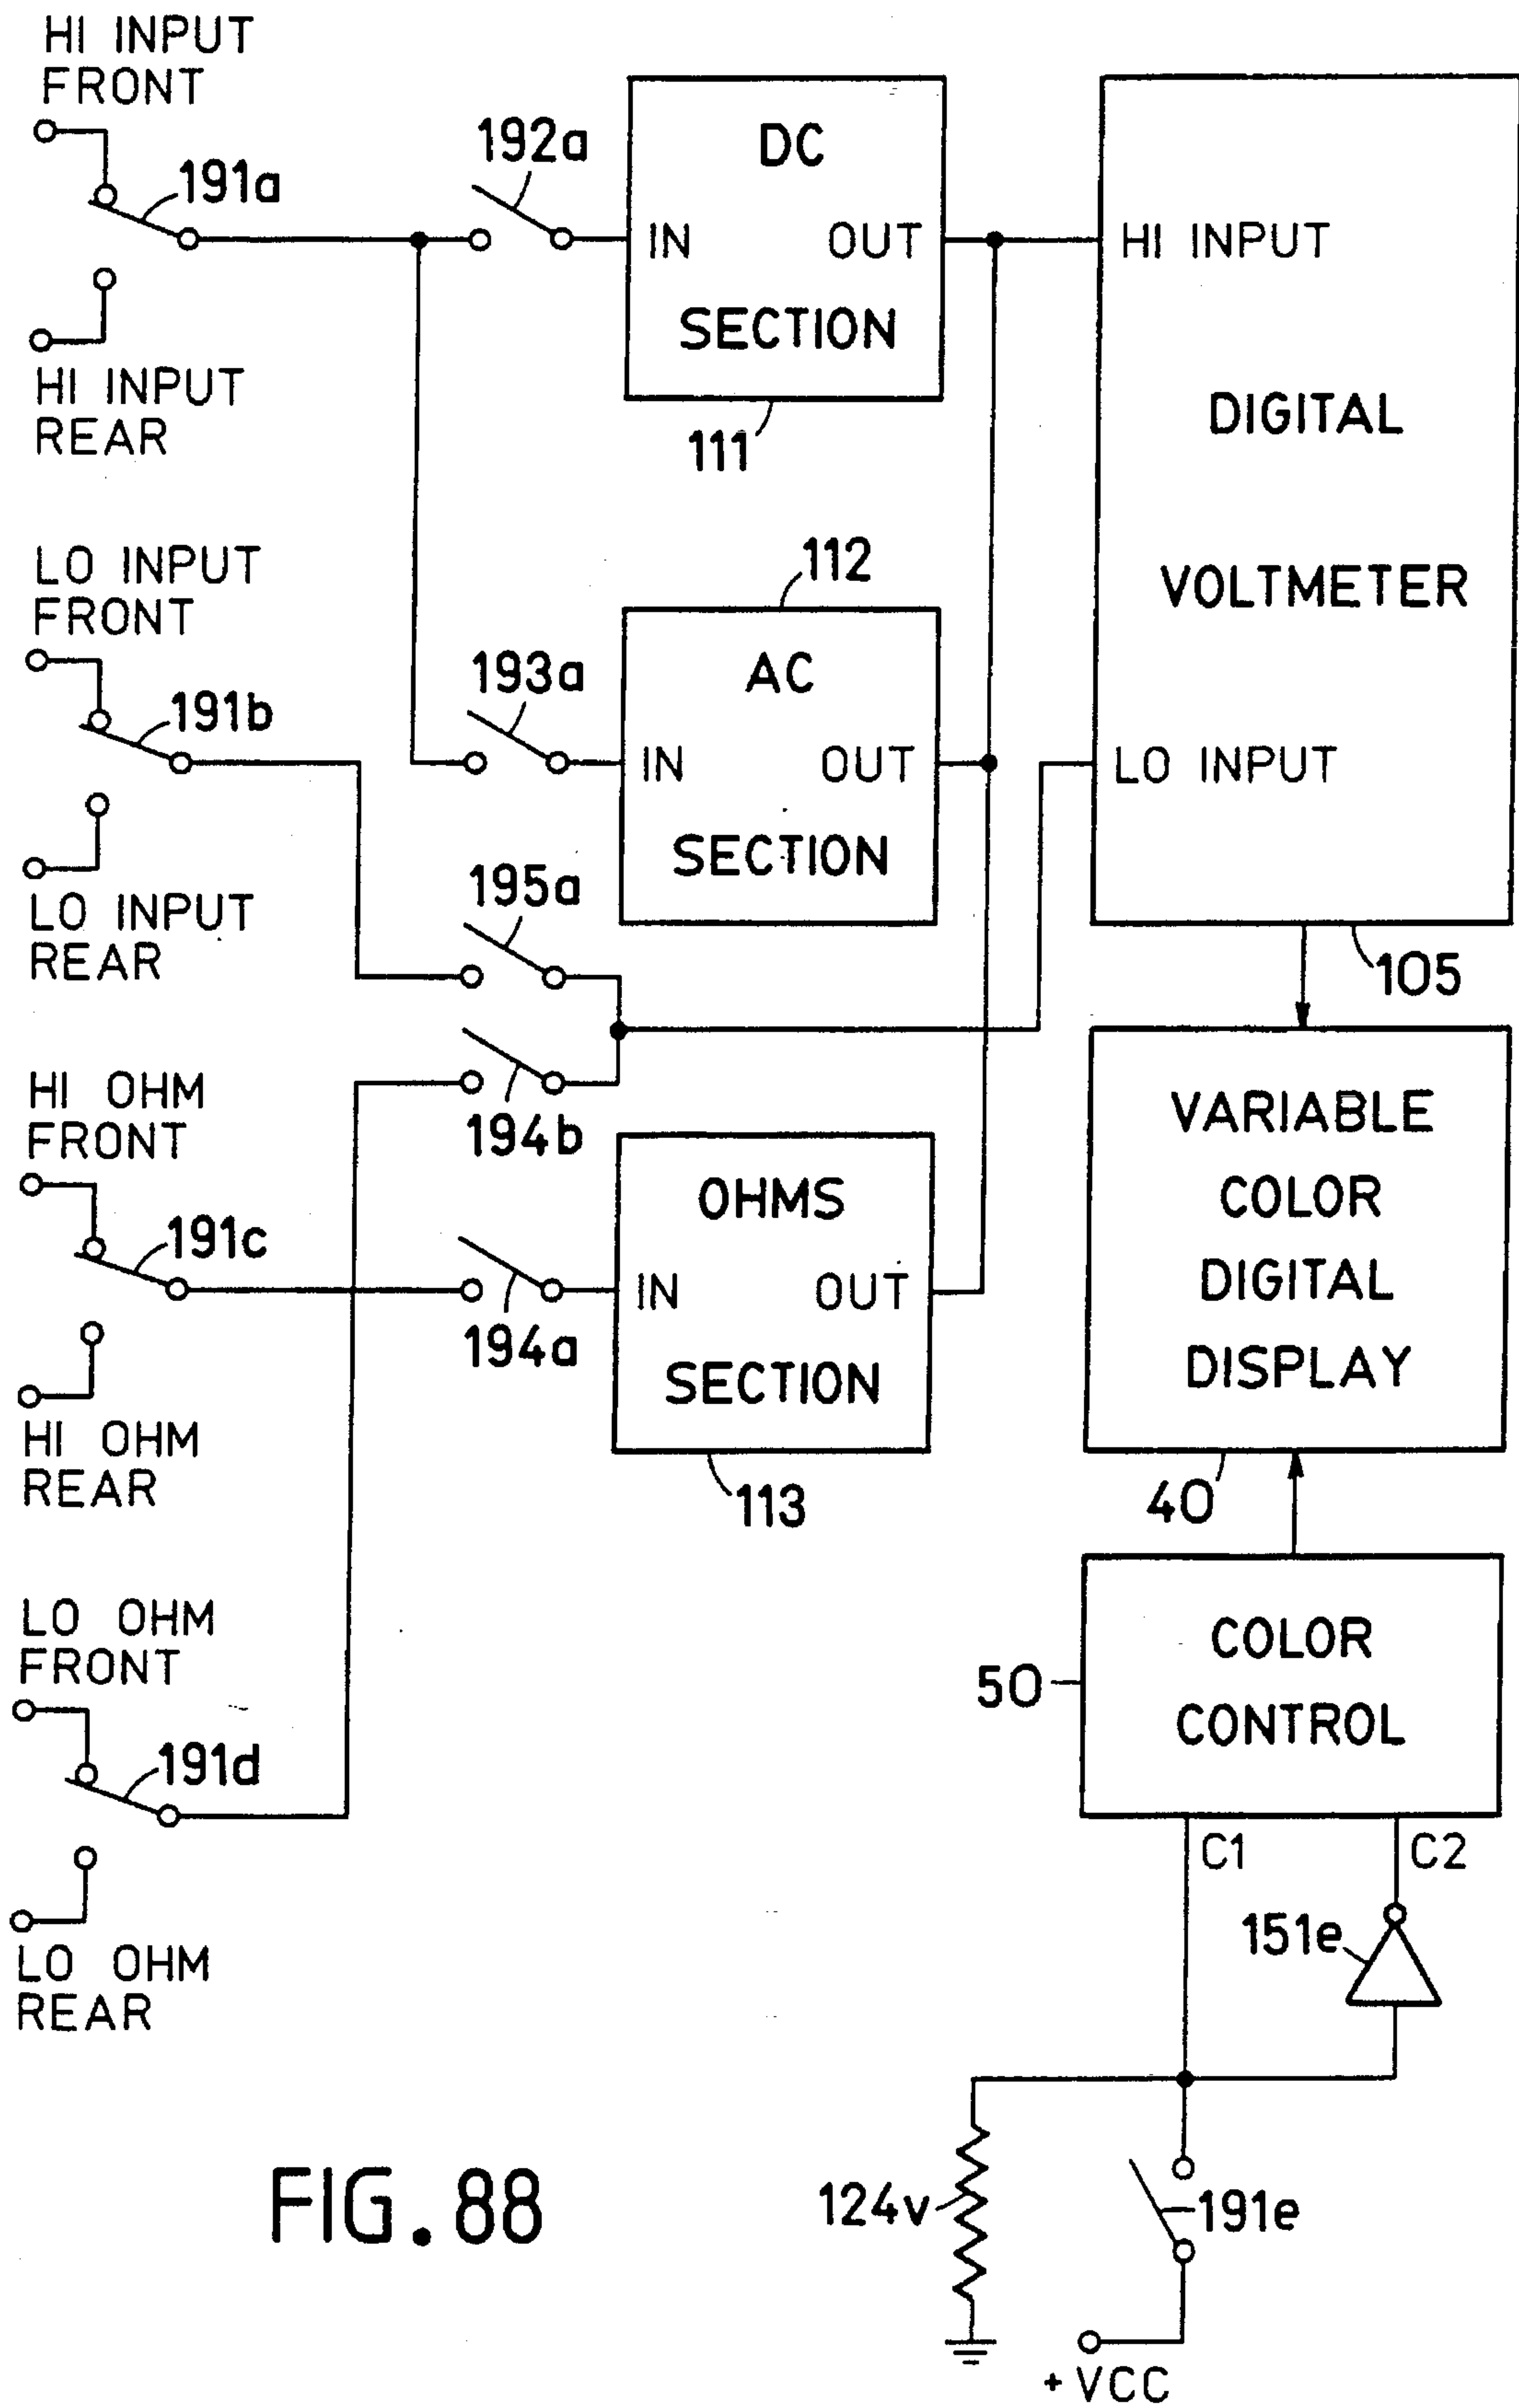 HI INPUT
FRONT
191a
HI INPUT
REAR
192a
DC
IN OUT
SECTION
111
HI INPUT
DIGITAL
VOLTMETER
LO INPUT
105
LO INPUT
FRONT
191b
LO INPUT
REAR
193a
112
AC
IN OUT
SECTION
195a
194b
HI OHM
FRONT
191c
HI OHM
REAR
194a
OHMS
IN OUT
SECTION
113
VARIABLE
COLOR
DIGITAL
DISPLAY
40
LO OHM
FRONT
191d
LO OHM
REAR
50
COLOR
CONTROL
C1 C2
151e
124v
191e
+ VCC
FIG. 88